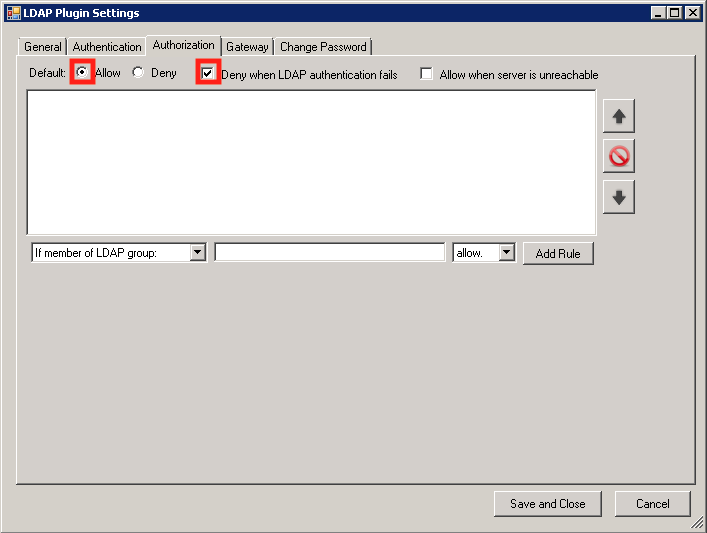 LDAP Plugin Settings
General Authentication Authorization Gateway Change Password
Default: Allow Deny Deny when LDAP authentication fails Allow when server is unreachable
If member of LDAP group: allow. Add Rule
Save and Close Cancel